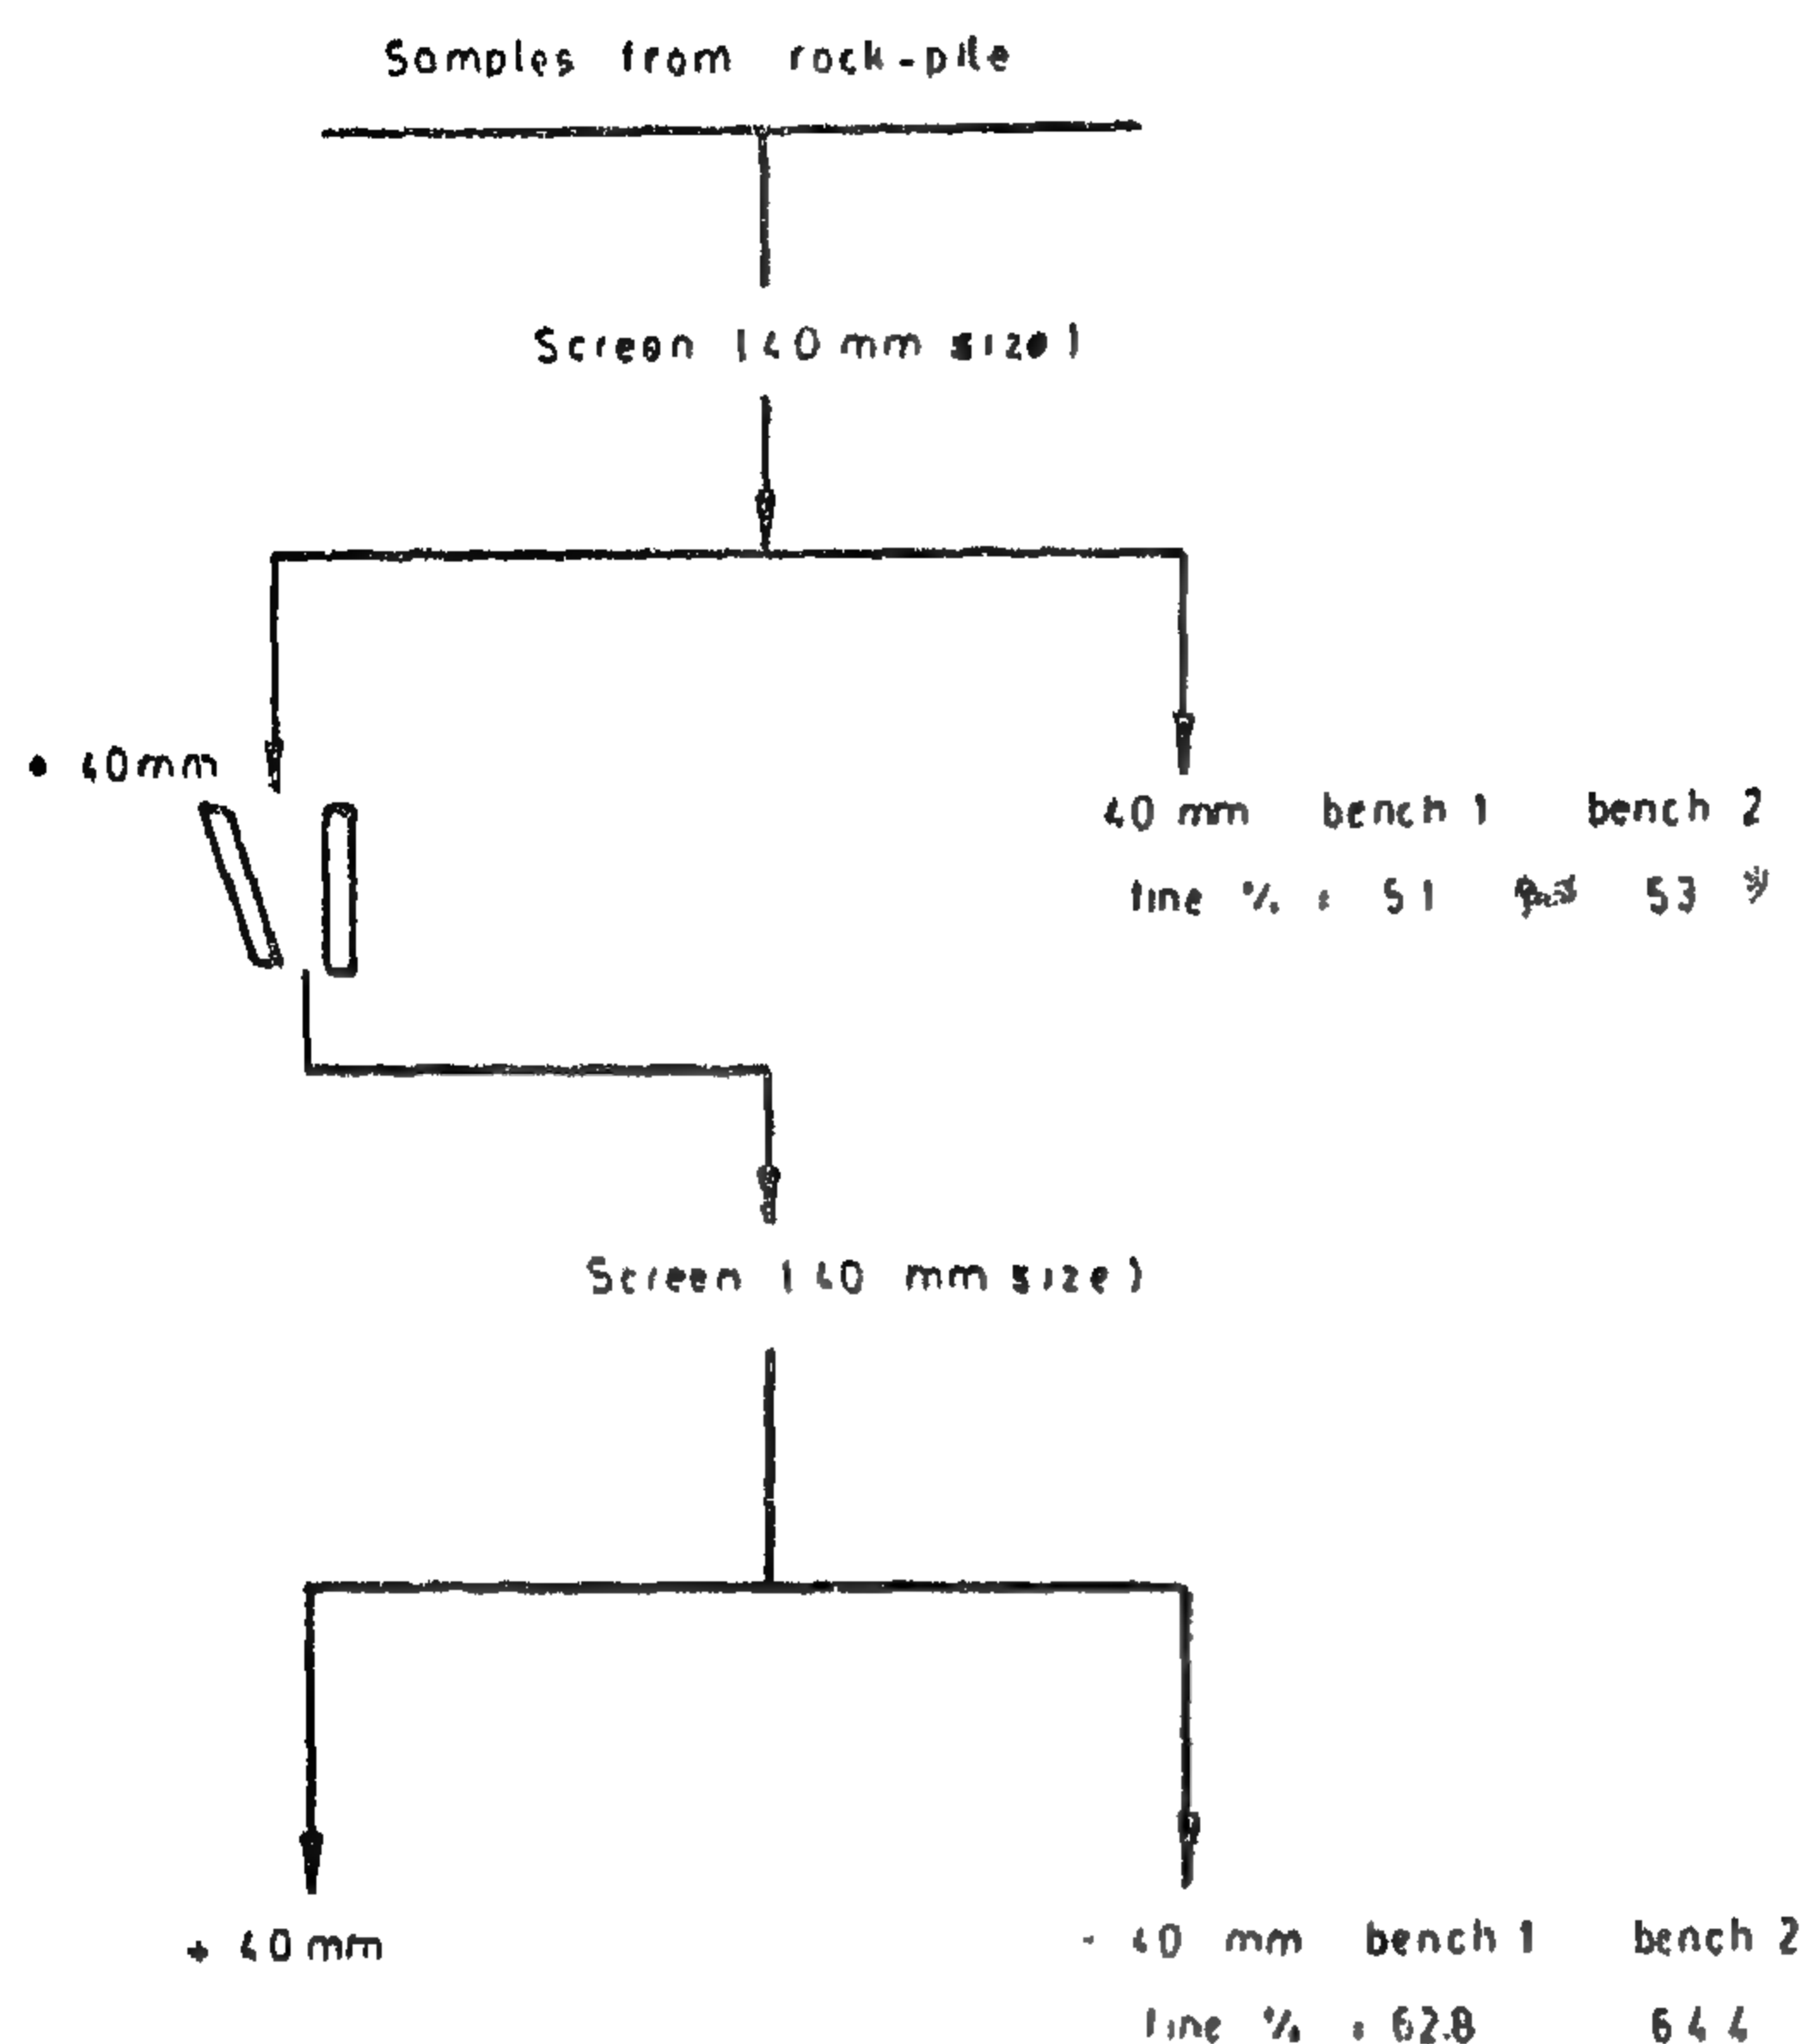 Samples from rock-pile
Screen (40 mm size)
+ 40mm
40 mm bench 1 bench 2
fine % : 51 53
Screen (40 mm size)
+ 40 mm
- 40 mm bench 1 bench 2
fine % : 62.8 64.4